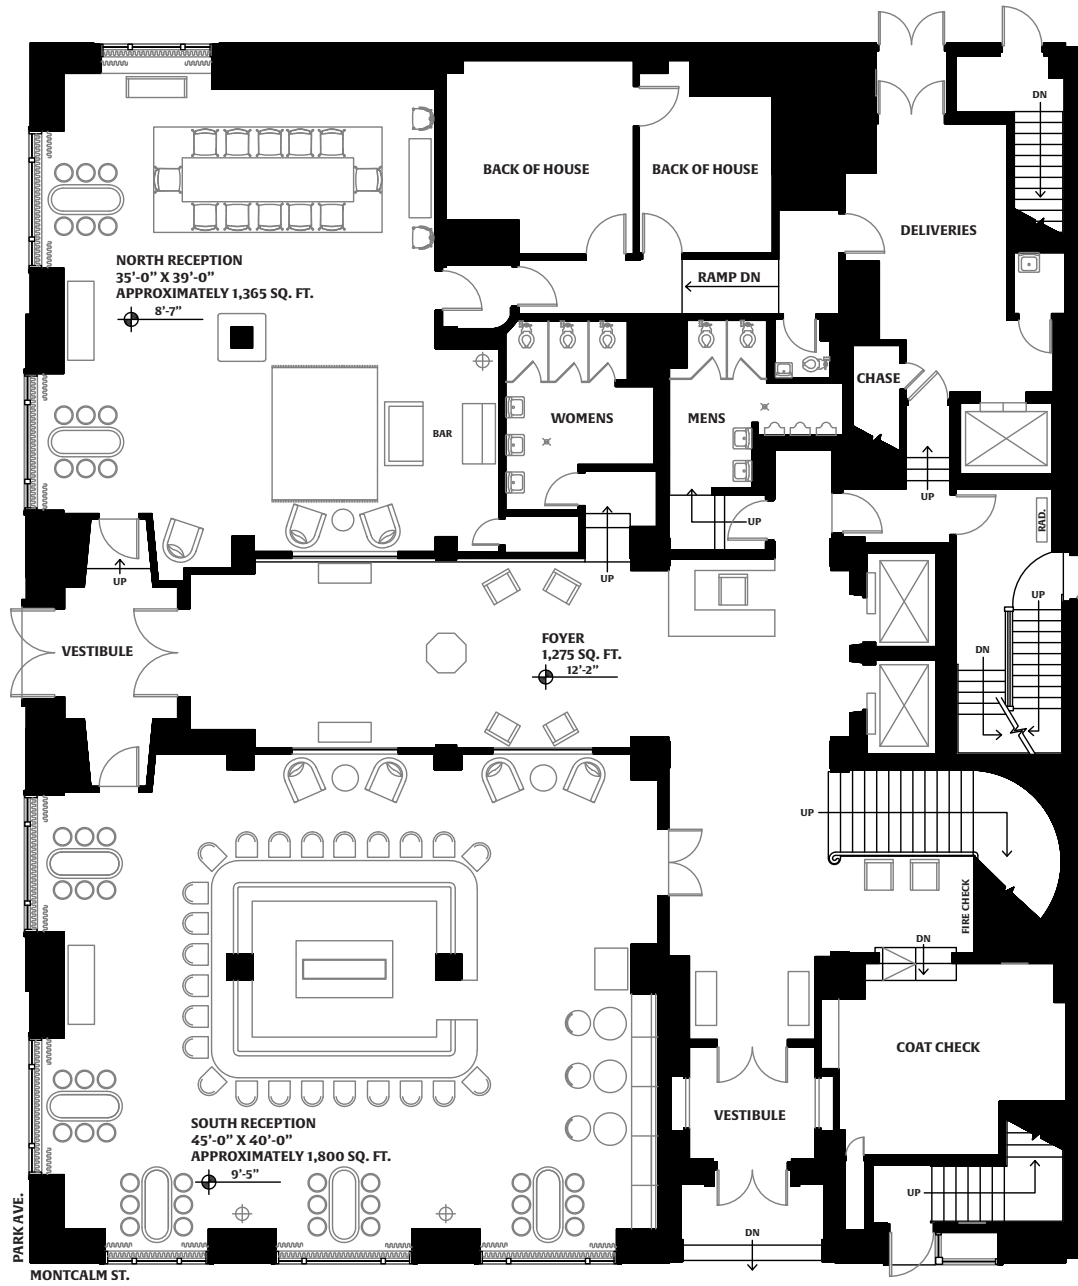 DN
BACK OF HOUSE
BACK OF HOUSE
DELIVERIES
NORTH RECEPTION
35'-0" X 39'-0"
APPROXIMATELY 1,365 SQ. FT.
8'-7"
RAMP DN
CHASE
BAR
WOMENS
MENS
UP
UP
RAD.
UP
UP
UP
DN
VESTIBULE
FOYER
1,275 SQ. FT.
12'-2"
UP
FIRE CHECK
DN
COAT CHECK
VESTIBULE
SOUTH RECEPTION
45'-0" X 40'-0"
APPROXIMATELY 1,800 SQ. FT.
9'-5"
UP
DN
PARK AVE.
MONTCALM ST.